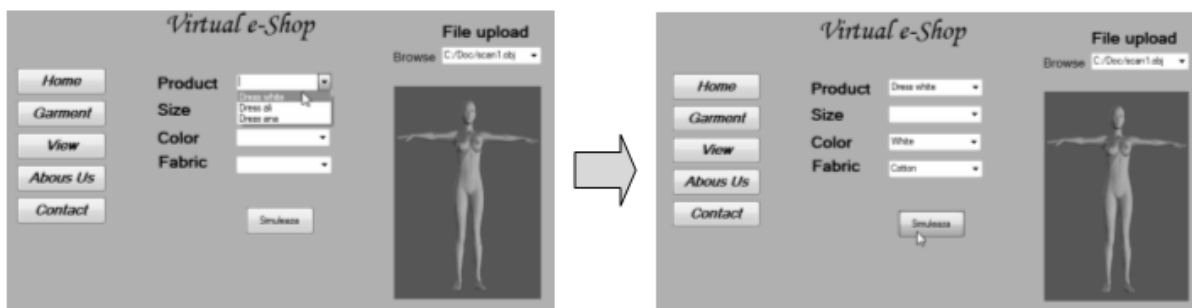 Virtual e-Shop
File upload
Browse C:/Doc/scan1.obj
Home
Garment
View
Abous Us
Contact
Product
Dress white
Dress ali
Dress ana
Size
Color
Fabric
Simuleaza
Virtual e-Shop
File upload
Browse C:/Doc/scan1.obj
Home
Garment
View
Abous Us
Contact
Product Dress white
Size
Color White
Fabric Cotton
Simuleaza